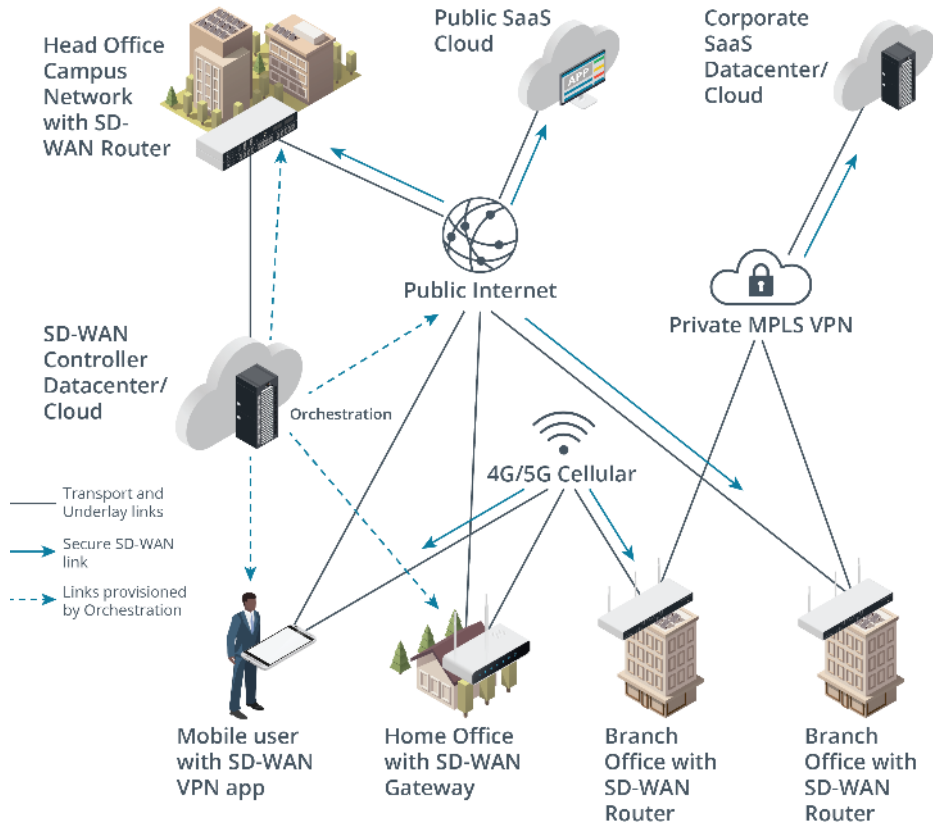 Head Office
Campus
Network
with SD-
WAN Router
Public SaaS
Cloud
APP
Corporate
SaaS
Datacenter/
Cloud
Public Internet
Private MPLS VPN
SD-WAN
Controller
Datacenter/
Cloud
Orchestration
4G/5G Cellular
Transport and
Underlay links
Secure SD-WAN
link
Links provisioned
by Orchestration
Mobile user
with SD-WAN
VPN app
Home Office
with SD-WAN
Gateway
Branch
Office with
SD-WAN
Router
Branch
Office with
SD-WAN
Router